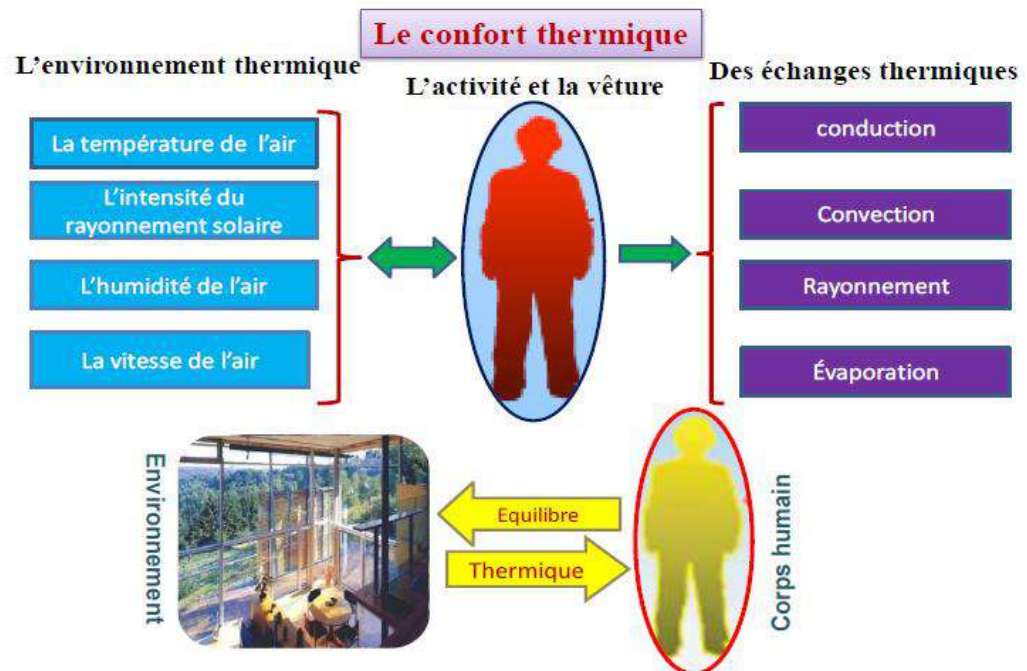 Le confort thermique
L'environnement thermique
L'activité et la vêture
Des échanges thermiques
La température de l'air
L'intensité du
rayonnement solaire
L'humidité de l'air
La vitesse de l'air
conduction
Convection
Rayonnement
Évaporation
Environnement
Equilibre
Thermique
Corps humain